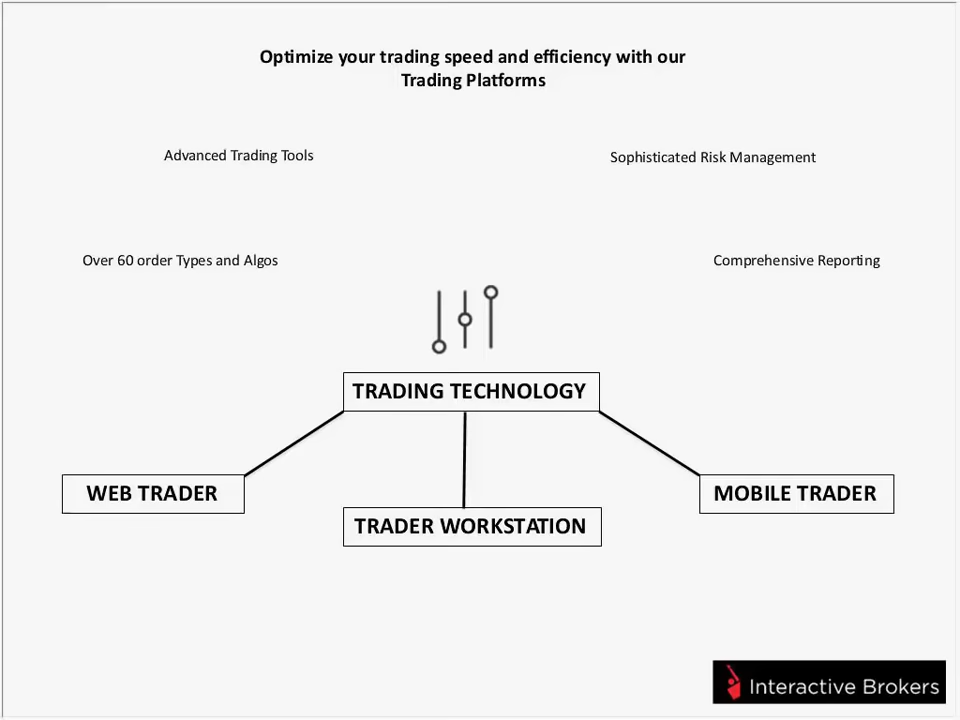 Optimize your trading speed and efficiency with our
Trading Platforms
Advanced Trading Tools
Sophisticated Risk Management
Over 60 order Types and Algos
Comprehensive Reporting
TRADING TECHNOLOGY
WEB TRADER
MOBILE TRADER
TRADER WORKSTATION
Interactive Brokers